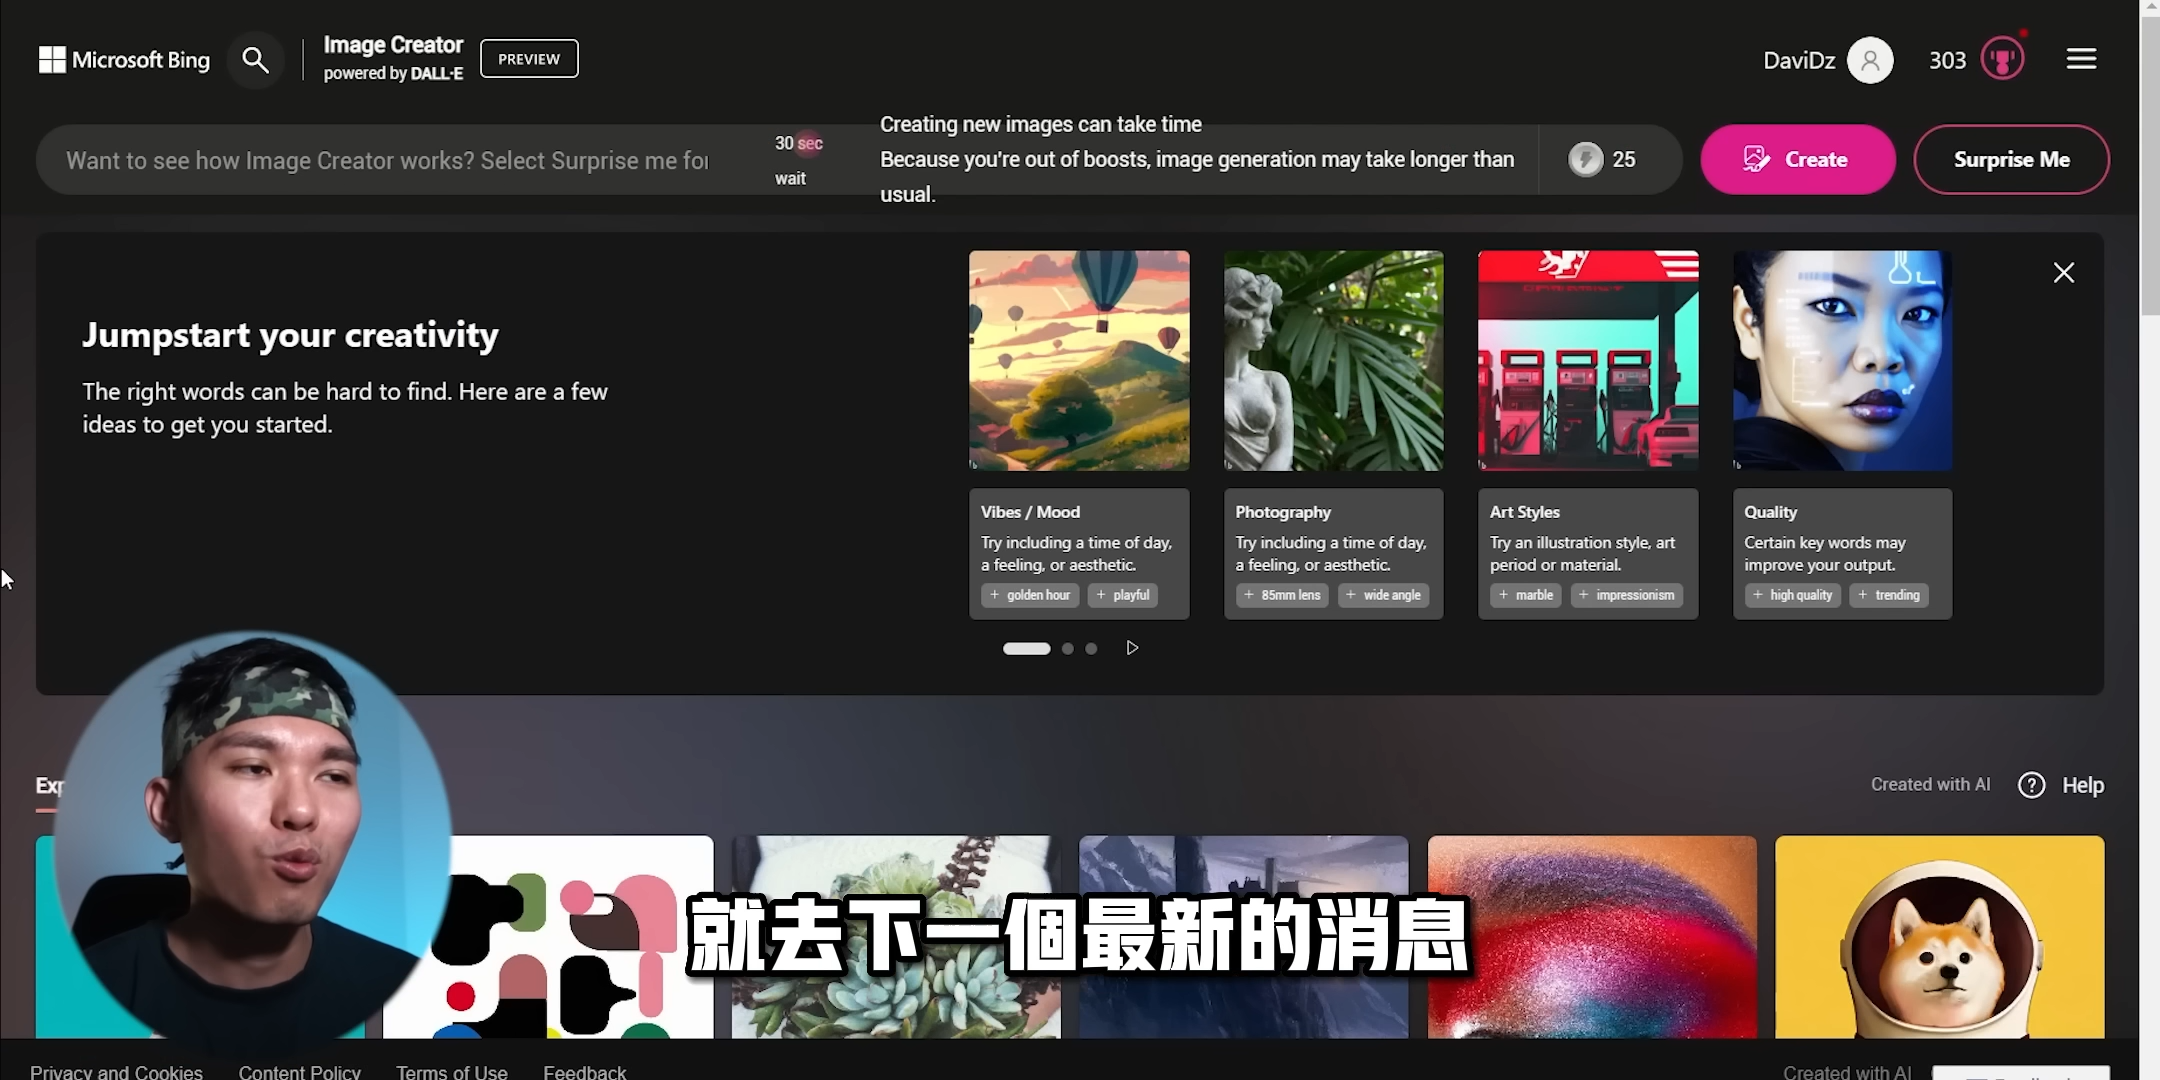 Microsoft Bing
Image Creator
powered by DALL·E
PREVIEW
DaviDz
303
Want to see how Image Creator works? Select Surprise me for
30 sec
wait
Creating new images can take time
Because you're out of boosts, image generation may take longer than
usual.
25
Create
Surprise Me
Jumpstart your creativity
The right words can be hard to find. Here are a few
ideas to get you started.
Vibes / Mood
Try including a time of day,
a feeling, or aesthetic.
+ golden hour
+ playful
Photography
Try including a time of day,
a feeling, or aesthetic.
+ 85mm lens
+ wide angle
Art Styles
Try an illustration style, art
period or material.
+ marble
+ impressionism
Quality
Certain key words may
improve your output.
+ high quality
+ trending
Exp
Created with AI
? Help
就去下一個最新的消息
Privacy and Cookies
Content Policy
Terms of Use
Feedback
Created with AI